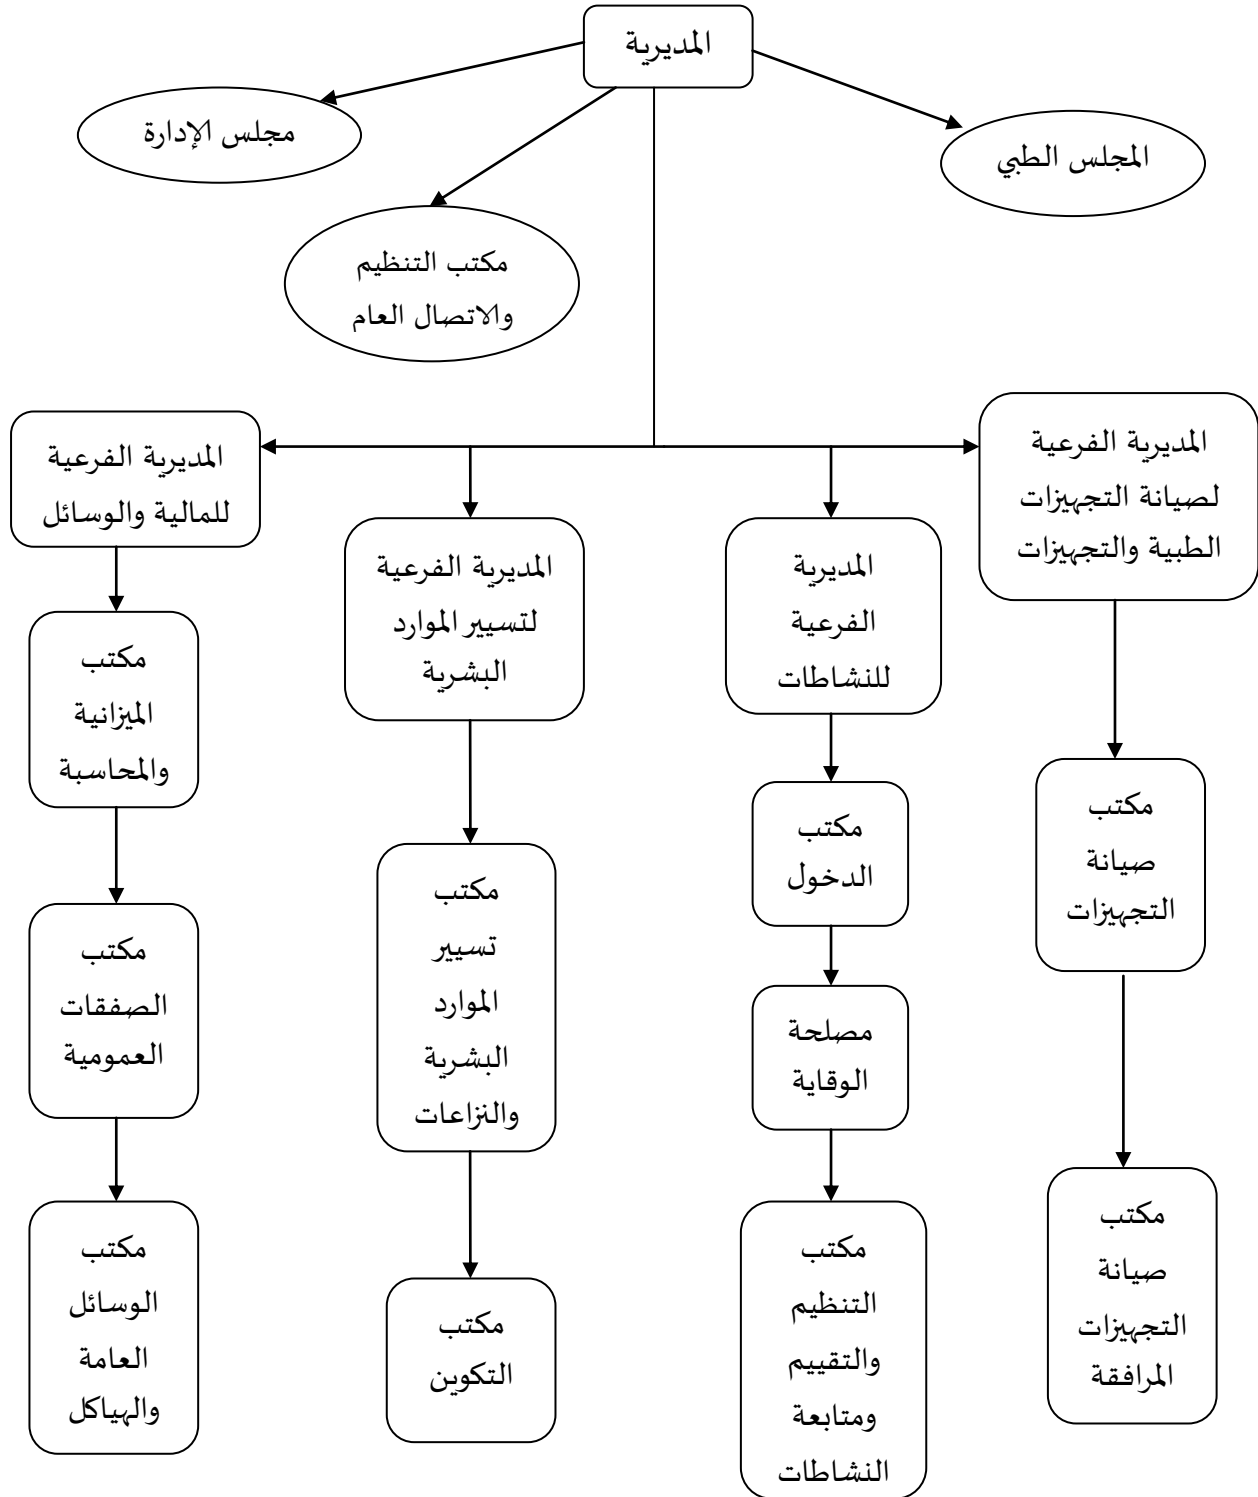 المديرية
المجلس الطبي
مجلس الإدارة
مكتب التنظيم
والاتصال العام
المديرية الفرعية
لصيانة التجهيزات
الطبية والتجهيزات
المديرية
الفرعية
للنشاطات
المديرية الفرعية
لتسيير الموارد
البشرية
المديرية الفرعية
للمالية والوسائل
مكتب
صيانة
التجهيزات
مكتب
الدخول
مكتب
تسيير
الموارد
البشرية
والنزاعات
مكتب
الميزانية
والمحاسبة
مصلحة
الوقاية
مكتب
الصفقات
العمومية
مكتب
صيانة
التجهيزات
المرافقة
مكتب
التنظيم
والتقييم
ومتابعة
النشاطات
مكتب
التكوين
مكتب
الوسائل
العامة
والهياكل